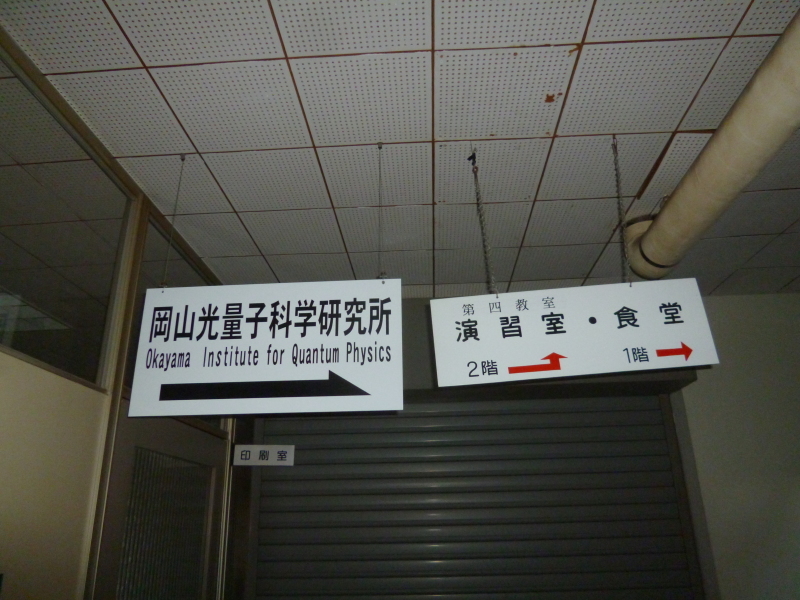 岡山光量子科学研究所
Okayama Institute for Quantum Physics
第四教室
演習室・食堂
2階
1階
印刷室